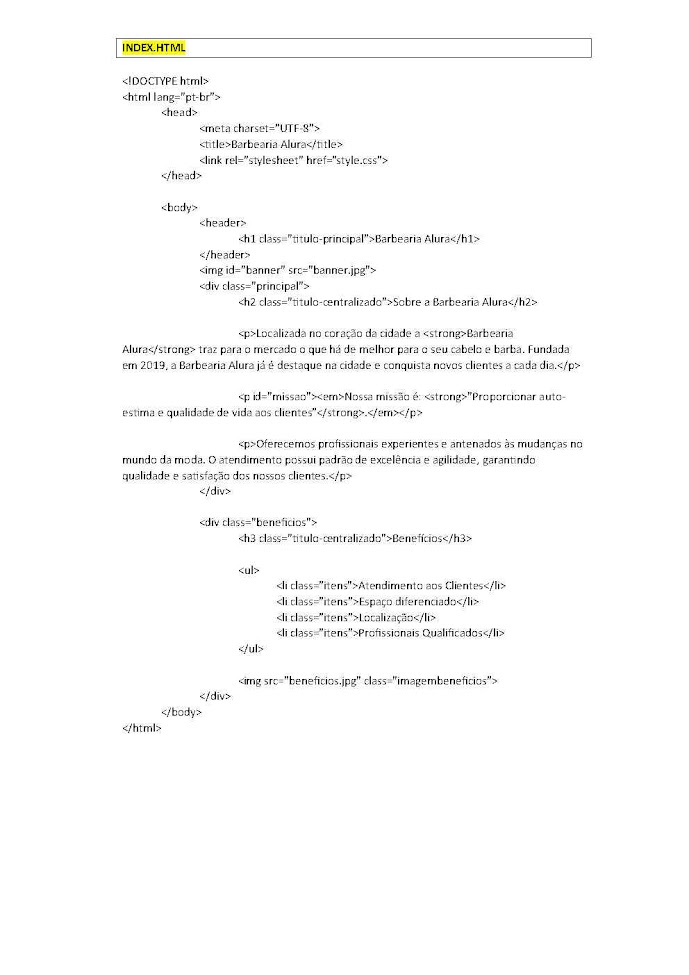 INDEX.HTML
<!DOCTYPE html>
<html lang="pt-br">
<head>
<meta charset="UTF-8">
<title>Barbearia Alura</title>
<link rel="stylesheet" href="style.css">
</head>
<body>
<header>
<h1 class="titulo-principal">Barbearia Alura</h1>
</header>
<img id="banner" src="banner.jpg">
<div class="principal">
<h2 class="titulo-centralizado">Sobre a Barbearia Alura</h2>
<p>Localizada no coração da cidade a <strong>Barbearia
Alura</strong> traz para o mercado o que há de melhor para o seu cabelo e barba. Fundada
em 2019, a Barbearia Alura já é destaque na cidade e conquista novos clientes a cada dia.</p>
<p id="missao"><em>Nossa missão é: <strong>"Proporcionar auto-
estima e qualidade de vida aos clientes"</strong>.</em></p>
<p>Oferecemos profissionais experientes e antenados às mudanças no
mundo da moda. O atendimento possui padrão de excelência e agilidade, garantindo
qualidade e satisfação dos nossos clientes.</p>
</div>
<div class="beneficios">
<h3 class="titulo-centralizado">Benefícios</h3>
<ul>
<li class="itens">Atendimento aos Clientes</li>
<li class="itens">Espaço diferenciado</li>
<li class="itens">Localização</li>
<li class="itens">Profissionais Qualificados</li>
</ul>
<img src="beneficios.jpg" class="imagembeneficios">
</div>
</body>
</html>